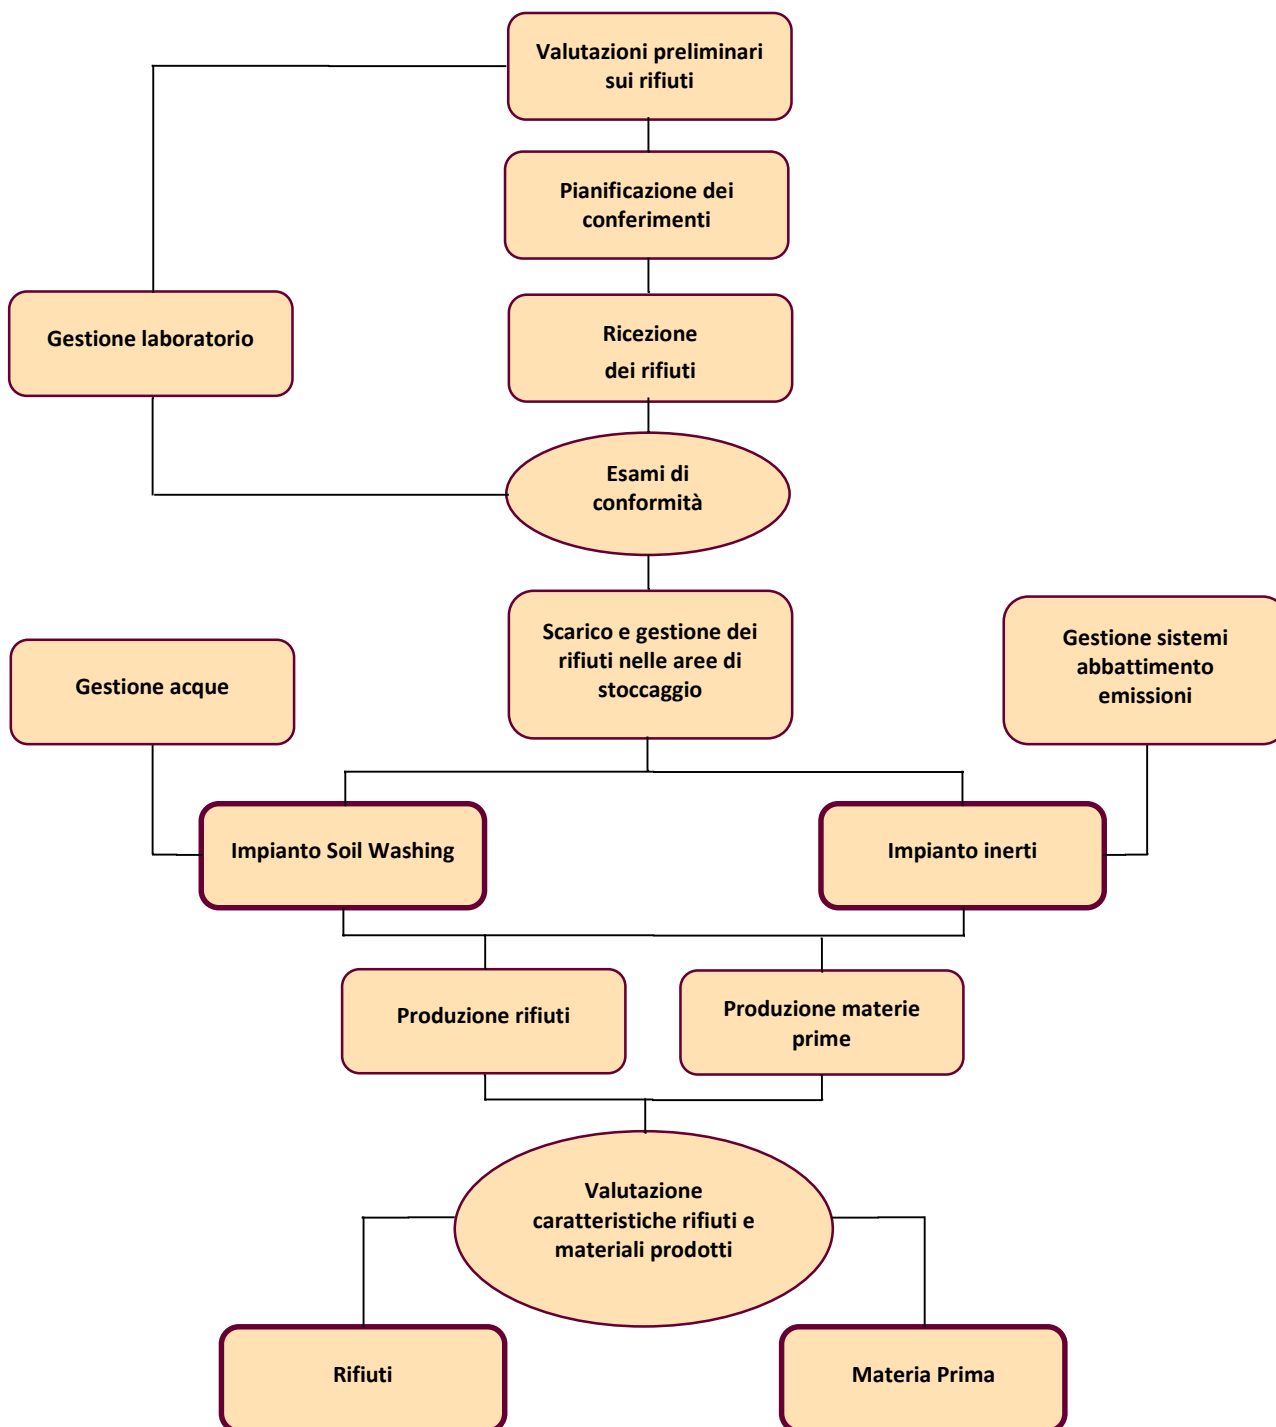 Valutazioni preliminari
sui rifiuti
Pianificazione dei
conferimenti
Gestione laboratorio
Ricezione
dei rifiuti
Esami di
conformità
Scarico e gestione dei
rifiuti nelle aree di
stoccaggio
Gestione acque
Gestione sistemi
abbattimento
emissioni
Impianto Soil Washing
Impianto inerti
Produzione rifiuti
Produzione materie
prime
Valutazione
caratteristiche rifiuti e
materiali prodotti
Rifiuti
Materia Prima